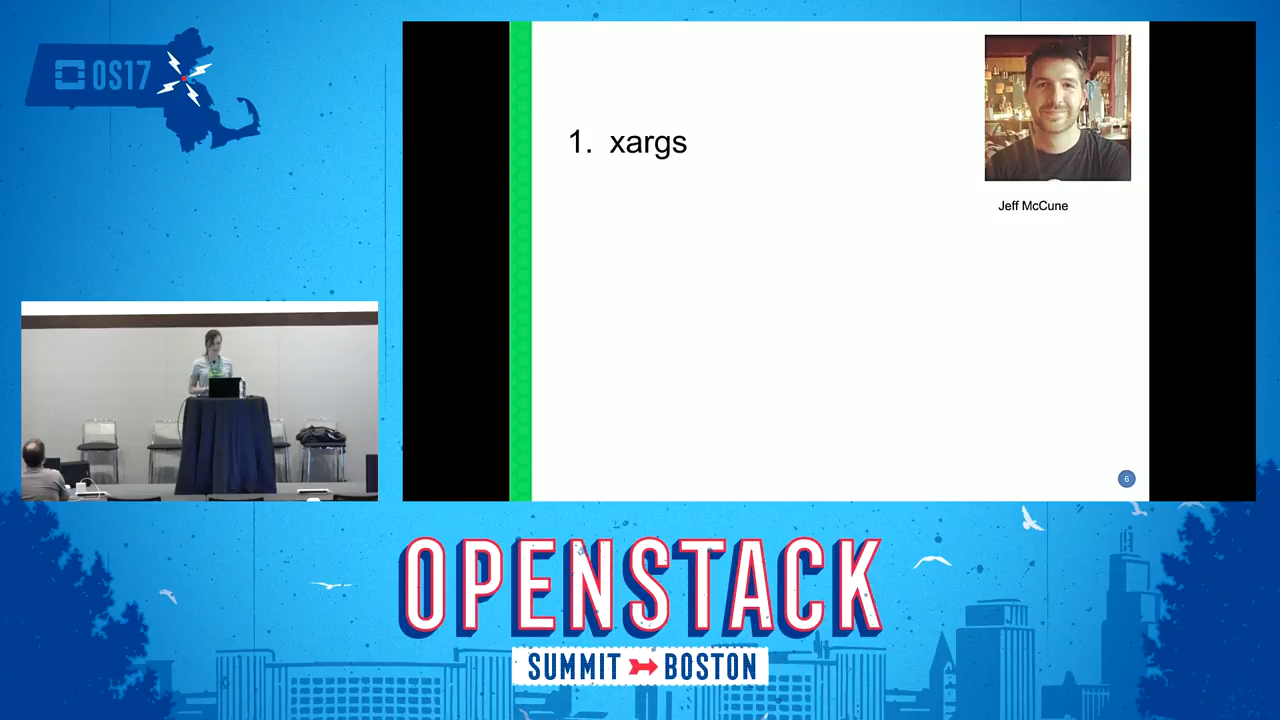 OS17
1. xargs
Jeff McCune
6
OPENSTACK
SUMMIT BOSTON